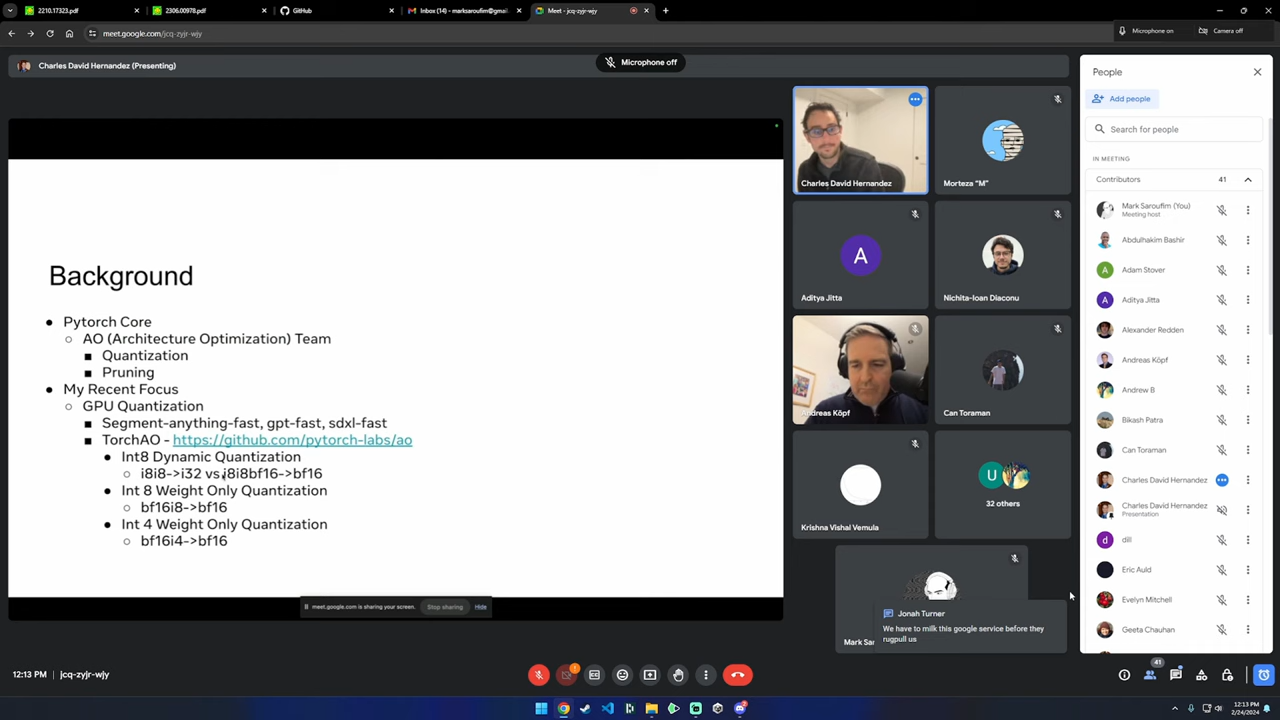 2210.17323.pdf
2306.00978.pdf
GitHub
Inbox (14) - marksaroufim@gmai
Meet - jcq-zyjr-wjy
meet.google.com/jcq-zyjr-wjy
Microphone on
Camera off
Charles David Hernandez (Presenting)
Microphone off
Background
● Pytorch Core
○ AO (Architecture Optimization) Team
■ Quantization
■ Pruning
● My Recent Focus
○ GPU Quantization
Segment-anything-fast, gpt-fast, sdxl-fast
■ TorchAO - https://github.com/pytorch-labs/ao
● Int8 Dynamic Quantization
○ i8i8->i32 vs i8i8bf16->bf16
● Int 8 Weight Only Quantization
○ bf16i8->bf16
● Int 4 Weight Only Quantization
○ bf16i4->bf16
meet.google.com is sharing your screen.
Stop sharing
Hide
Charles David Hernandez
Morteza "M"
A
Aditya Jitta
Nichita-Ioan Diaconu
Andreas Köpf
Can Toraman
Krishna Vishal Vemula
U
32 others
Mark Sa
Jonah Turner
We have to milk this google service before they
rugpull us
People
Add people
Search for people
IN MEETING
Contributors
41
Mark Saroufim (You)
Meeting host
Abdulhakim Bashir
A
Adam Stover
A
Aditya Jitta
Alexander Redden
Andreas Köpf
Andrew B
Bikash Patra
Can Toraman
Charles David Hernandez
Charles David Hernandez
Presentation
d
dill
Eric Auld
Evelyn Mitchell
Geeta Chauhan
12:13 PM
jcq-zyjr-wjy
41
12:13 PM
2/24/2024